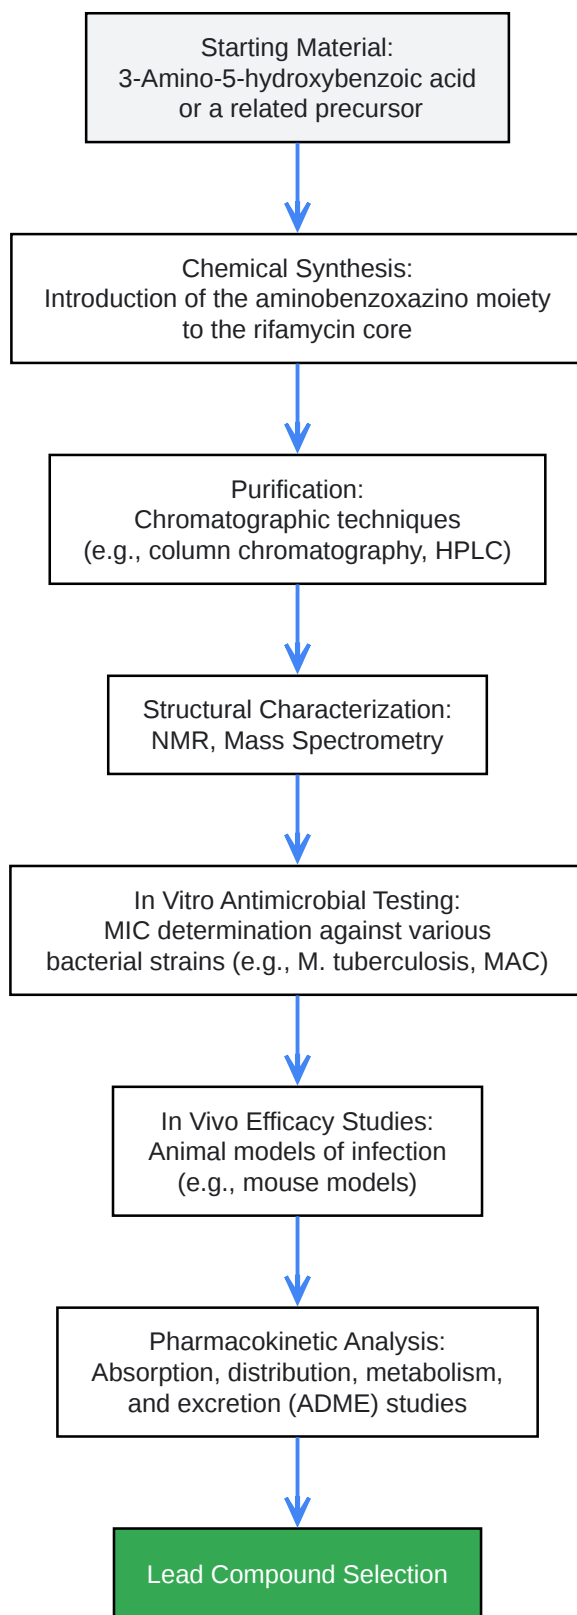 Starting Material:
3-Amino-5-hydroxybenzoic acid
or a related precursor
Chemical Synthesis:
Introduction of the aminobenzoxazino moiety
to the rifamycin core
Purification:
Chromatographic techniques
(e.g., column chromatography, HPLC)
Structural Characterization:
NMR, Mass Spectrometry
In Vitro Antimicrobial Testing:
MIC determination against various
bacterial strains (e.g., M. tuberculosis, MAC)
In Vivo Efficacy Studies:
Animal models of infection
(e.g., mouse models)
Pharmacokinetic Analysis:
Absorption, distribution, metabolism,
and excretion (ADME) studies
Lead Compound Selection